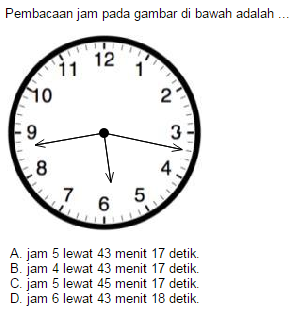 Pembacaan jam pada gambar di bawah adalah ...
12
11
1
10
2
9
3
8
4
7
5
6
A. jam 5 lewat 43 menit 17 detik.
B. jam 4 lewat 43 menit 17 detik.
C. jam 5 lewat 45 menit 17 detik.
D. jam 6 lewat 43 menit 18 detik.